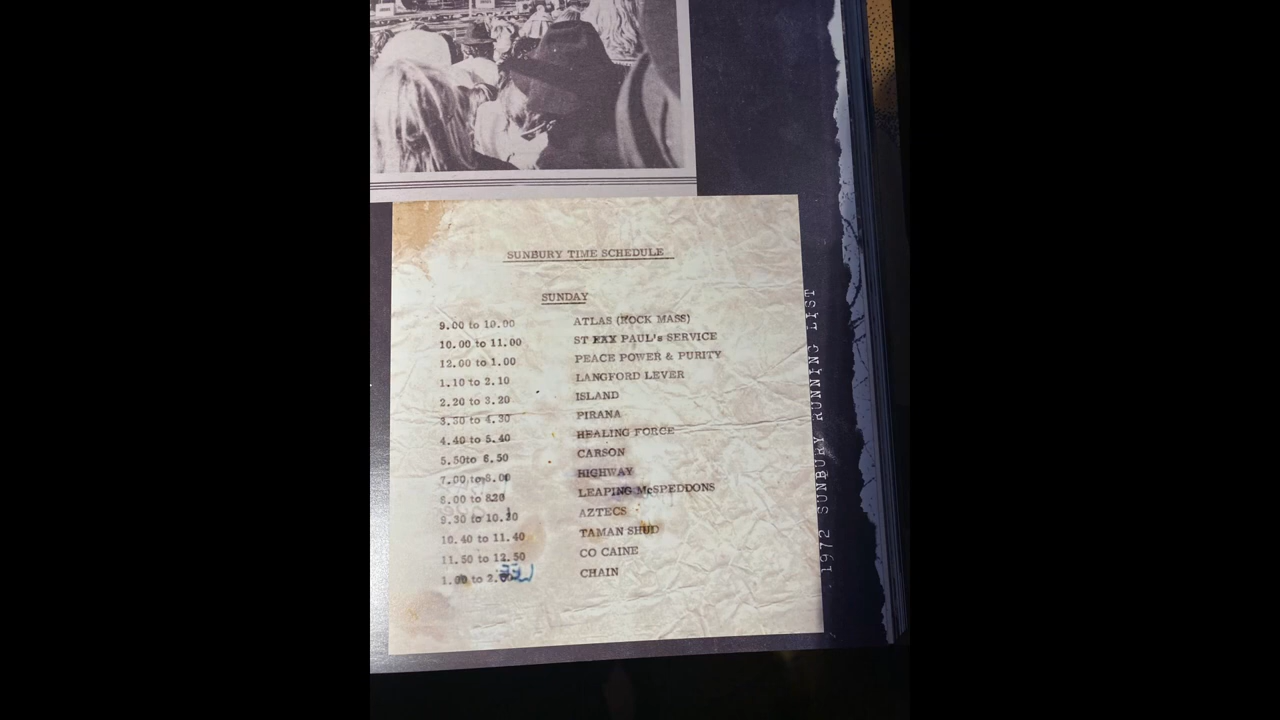 SUNBURY TIME SCHEDULE
SUNDAY
9.00 to 10.00 ATLAS (ROCK MASS)
10.00 to 11.00 ST PAUL's SERVICE
12.00 to 1.00 PEACE POWER & PURITY
1.10 to 2.10 LANGFORD LEVER
2.20 to 3.20 ISLAND
3.30 to 4.30 PIRANA
4.40 to 5.40 HEALING FORCE
5.50to 6.50 CARSON
7.00 to 8.00 HIGHWAY
8.00 to 820 LEAPING McSPEDDONS
9.30 to AZTECS
10.40 to 11.40 TAMAN SHUD
11.50 to 12.50 CO CAINE
1.00 to CHAIN
1972 SUNBURY RUNNING LIST